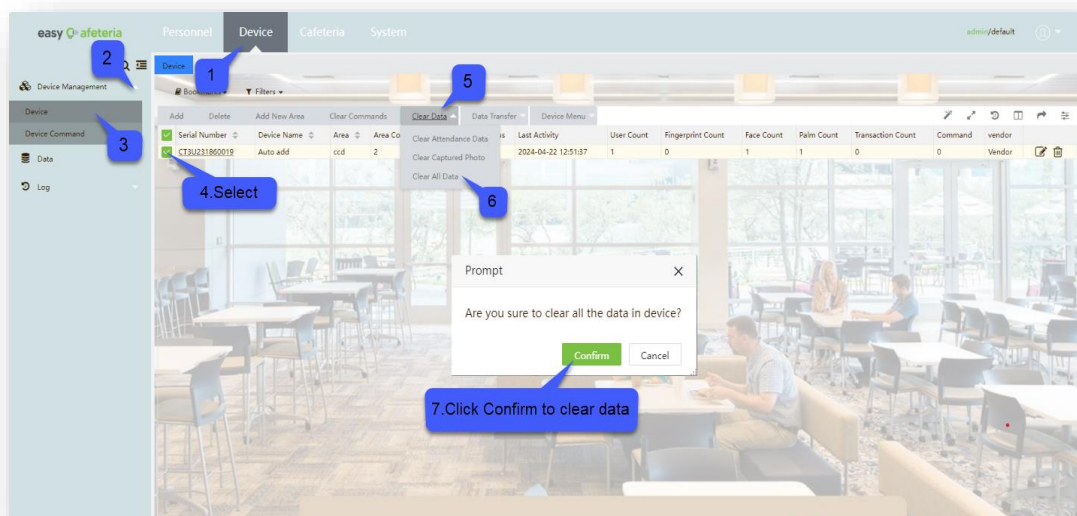 easy afeteria
Personnel Device Cafeteria System
admin/default
2
1
5
Device
Device Management
Filters
Device
Device Command
3
Data
Log
Add Delete Add New Area Clear Commands Clear Data Data Transfer Device Menu
Serial Number Device Name Area Last Activity User Count Fingerprint Count Face Count Palm Count Transaction Count Command vendor
CT3U231860019 Auto add ccd 2 2024-04-22 12:51:37 1 0 1 1 0 0 Vendor
Clear Attendance Data
Clear Captured Photo
Clear All Data
4.Select
6
Prompt
Are you sure to clear all the data in device?
Confirm Cancel
7.Click Confirm to clear data